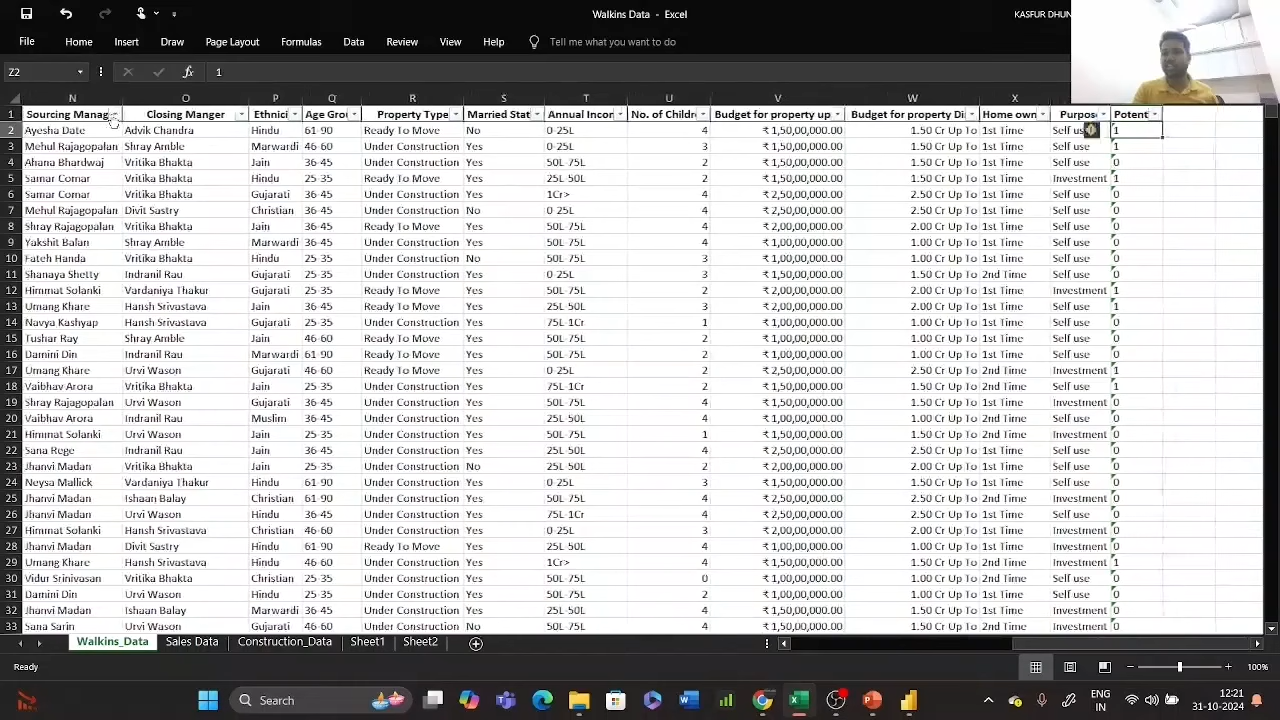 Walkins Data - Excel
KASFUR DHUN
File Home Insert Draw Page Layout Formulas Data Review View Help Tell me what you want to do
Z2 fx 1
N O P Q R S T U V W X
1 Sourcing Manag Closing Manger Ethnici Age Grou Property Type Married Stat Annual Incor No. of Childre Budget for property up Budget for property Di Home own Purpos Potent
2 Ayesha Date Advik Chandra Hindu 61-90 Ready To Move No 0-25L 4 ₹ 1,50,00,000.00 1.50 Cr Up To 1st Time Self us 1
3 Mehul Rajagopalan Shray Amble Marwardi 46-60 Ready To Move Yes 0-25L 3 ₹ 1,50,00,000.00 1.50 Cr Up To 1st Time Self use 1
4 Ahana Bhardwaj Vritika Bhakta Jain 36-45 Under Construction Yes 50L-75L 2 ₹ 1,50,00,000.00 1.50 Cr Up To 1st Time Self use 0
5 Samar Comar Vritika Bhakta Hindu 25-35 Ready To Move Yes 25L-50L 2 ₹ 1,50,00,000.00 1.50 Cr Up To 1st Time Investment 1
6 Samar Comar Vritika Bhakta Gujarati 36-45 Under Construction Yes 1Cr> 4 ₹ 2,50,00,000.00 2.50 Cr Up To 1st Time Self use 0
7 Mehul Rajagopalan Divit Sastry Christian 36-45 Under Construction No 0-25L 4 ₹ 2,50,00,000.00 2.50 Cr Up To 1st Time Self use 0
8 Shray Rajagopalan Vritika Bhakta Jain 36-45 Ready To Move Yes 50L-75L 4 ₹ 2,00,00,000.00 2.00 Cr Up To 1st Time Self use 0
9 Yakshit Balan Shray Amble Marwardi 36-45 Under Construction Yes 50L-75L 4 ₹ 1,00,00,000.00 1.00 Cr Up To 1st Time Self use 0
10 Fateh Handa Vritika Bhakta Hindu 25-35 Under Construction No 50L-75L 3 ₹ 1,00,00,000.00 1.00 Cr Up To 1st Time Self use 0
11 Shanaya Shetty Indranil Rau Gujarati 25-35 Under Construction Yes 0-25L 3 ₹ 1,50,00,000.00 1.50 Cr Up To 2nd Time Self use 0
12 Himmat Solanki Vardaniya Thakur Gujarati 25-35 Ready To Move Yes 50L-75L 2 ₹ 2,00,00,000.00 2.00 Cr Up To 1st Time Investment 1
13 Umang Khare Hansh Srivastava Jain 36-45 Ready To Move Yes 25L-50L 3 ₹ 2,00,00,000.00 2.00 Cr Up To 1st Time Self use 1
14 Navya Kashyap Hansh Srivastava Gujarati 25-35 Under Construction Yes 75L-1Cr 1 ₹ 1,00,00,000.00 1.00 Cr Up To 1st Time Self use 0
15 Tushar Ray Shray Amble Jain 46-60 Ready To Move Yes 50L-75L 2 ₹ 1,00,00,000.00 1.00 Cr Up To 1st Time Self use 0
16 Damini Din Indranil Rau Marwardi 61-90 Ready To Move Yes 50L-75L 2 ₹ 1,00,00,000.00 1.00 Cr Up To 1st Time Self use 0
17 Umang Khare Urvi Wason Gujarati 46-60 Ready To Move Yes 0-25L 2 ₹ 2,50,00,000.00 2.50 Cr Up To 1st Time Investment 1
18 Vaibhav Arora Vritika Bhakta Jain 25-35 Under Construction Yes 75L-1Cr 2 ₹ 1,50,00,000.00 1.50 Cr Up To 2nd Time Self use 1
19 Shray Rajagopalan Urvi Wason Gujarati 36-45 Under Construction Yes 50L-75L 4 ₹ 1,50,00,000.00 1.50 Cr Up To 1st Time Investment 0
20 Vaibhav Arora Indranil Rau Muslim 36-45 Under Construction Yes 25L-50L 4 ₹ 1,00,00,000.00 1.00 Cr Up To 2nd Time Self use 0
21 Himmat Solanki Urvi Wason Jain 25-35 Under Construction Yes 50L-75L 1 ₹ 1,50,00,000.00 1.50 Cr Up To 2nd Time Investment 0
22 Sana Rege Indranil Rau Jain 36-45 Under Construction Yes 25L-50L 4 ₹ 2,50,00,000.00 2.50 Cr Up To 1st Time Self use 0
23 Jhanvi Madan Vritika Bhakta Jain 25-35 Under Construction No 25L-50L 2 ₹ 1,50,00,000.00 1.50 Cr Up To 1st Time Self use 0
24 Neysa Mallick Vardaniya Thakur Hindu 61-90 Under Construction Yes 0-25L 3 ₹ 1,50,00,000.00 1.50 Cr Up To 1st Time Investment 0
25 Jhanvi Madan Ishaan Balay Christian 61-90 Under Construction Yes 50L-75L 4 ₹ 2,50,00,000.00 2.50 Cr Up To 2nd Time Investment 0
26 Jhanvi Madan Urvi Wason Jain 36-45 Under Construction Yes 75L-1Cr 4 ₹ 2,50,00,000.00 2.50 Cr Up To 1st Time Self use 0
27 Himmat Solanki Hansh Srivastava Christian 46-60 Under Construction Yes 0-25L 3 ₹ 2,00,00,000.00 2.00 Cr Up To 1st Time Investment 0
28 Jhanvi Madan Divit Sastry Hindu 61-90 Ready To Move Yes 25L-50L 4 ₹ 1,50,00,000.00 1.50 Cr Up To 1st Time Investment 0
29 Umang Khare Hansh Srivastava Hindu 46-60 Under Construction Yes 1Cr> 4 ₹ 1,00,00,000.00 1.00 Cr Up To 1st Time Investment 1
30 Vidur Srinivasan Vritika Bhakta Christian 25-35 Under Construction Yes 50L-75L 0 ₹ 1,00,00,000.00 1.00 Cr Up To 1st Time Self use 0
31 Damini Din Urvi Wason Hindu 25-35 Under Construction Yes 50L-75L 2 ₹ 1,00,00,000.00 1.00 Cr Up To 1st Time Self use 0
32 Jhanvi Madan Ishaan Balay Marwardi 36-45 Under Construction Yes 25L-50L 4 ₹ 1,50,00,000.00 1.50 Cr Up To 1st Time Investment 0
33 Sana Sarin Urvi Wason Gujarati 46-60 Under Construction No 50L-75L 3 ₹ 1,50,00,000.00 1.50 Cr Up To 2nd Time Investment 0
Walkins_Data Sales Data Construction_Data Sheet1 Sheet2
Ready 100%
Search ENG 12:21
IN 31-10-2024